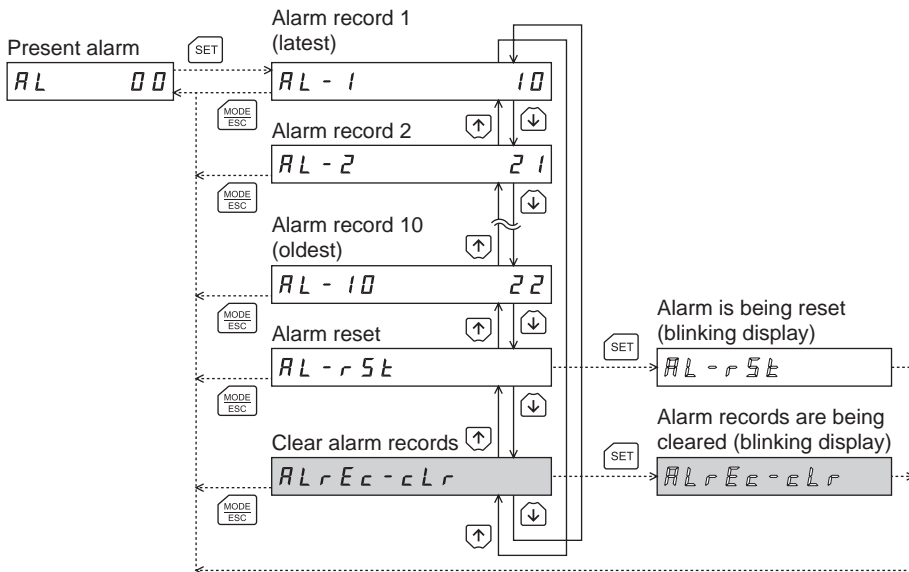 Alarm record 1
(latest)
Present alarm
SET
AL 00
AL-1 10
MODE
ESC
Alarm record 2
AL-2 21
MODE
ESC
Alarm record 10
(oldest)
AL-10 22
MODE
ESC
Alarm reset
AL-rSt
SET
Alarm is being reset
(blinking display)
AL-rSt
MODE
ESC
Clear alarm records
ALrEc-cLr
SET
Alarm records are being
cleared (blinking display)
ALrEc-cLr
MODE
ESC